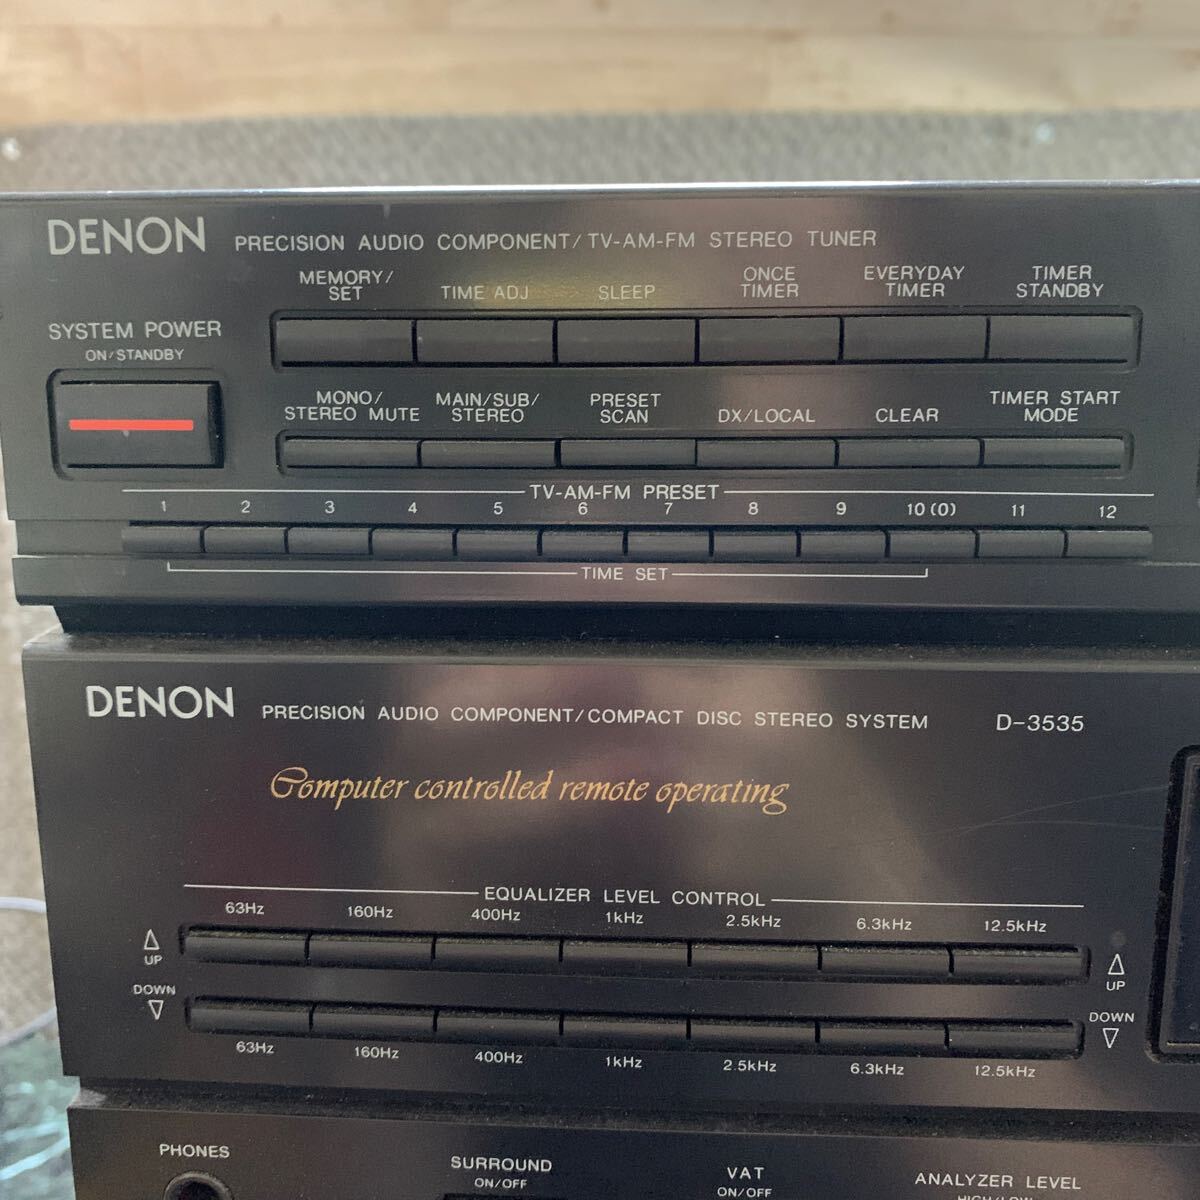 DENON PRECISION AUDIO COMPONENT/TV-AM-FM STEREO TUNER
MEMORY/
SET
TIME ADJ
SLEEP
ONCE
TIMER
EVERYDAY
TIMER
TIMER
STANDBY
SYSTEM POWER
ON/STANDBY
MONO/
STEREO MUTE
MAIN/SUB/
STEREO
PRESET
SCAN
DX/LOCAL
CLEAR
TIMER START
MODE
TV-AM-FM PRESET
1 2 3 4 5 6 7 8 9 10(0) 11 12
TIME SET
DENON PRECISION AUDIO COMPONENT/COMPACT DISC STEREO SYSTEM D-3535
Computer controlled remote operating
EQUALIZER LEVEL CONTROL
63Hz 160Hz 400Hz 1kHz 2.5kHz 6.3kHz 12.5kHz
UP
UP
DOWN
DOWN
63Hz 160Hz 400Hz 1kHz 2.5kHz 6.3kHz 12.5kHz
PHONES
SURROUND
ON/OFF
VAT
ON/OFF
ANALYZER LEVEL
HIGH/LOW